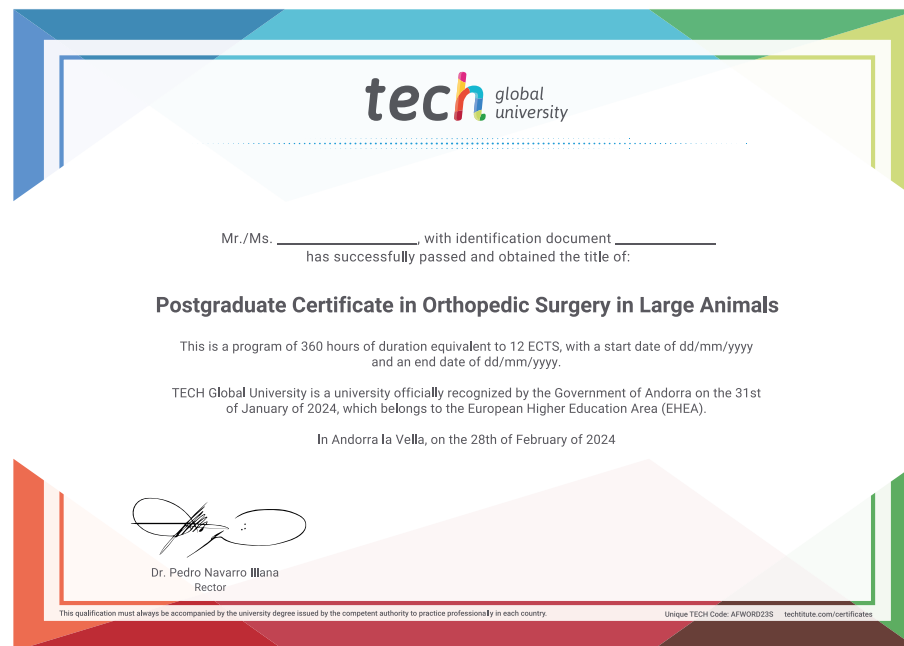 tech global
university
Mr./Ms. ____________________, with identification document ______________
has successfully passed and obtained the title of:
Postgraduate Certificate in Orthopedic Surgery in Large Animals
This is a program of 360 hours of duration equivalent to 12 ECTS, with a start date of dd/mm/yyyy
and an end date of dd/mm/yyyy.
TECH Global University is a university officially recognized by the Government of Andorra on the 31st
of January of 2024, which belongs to the European Higher Education Area (EHEA).
In Andorra la Vella, on the 28th of February of 2024
Dr. Pedro Navarro Illana
Rector
This qualification must always be accompanied by the university degree issued by the competent authority to practice professionally in each country. Unique TECH Code: AFWORD23S techtitute.com/certificates